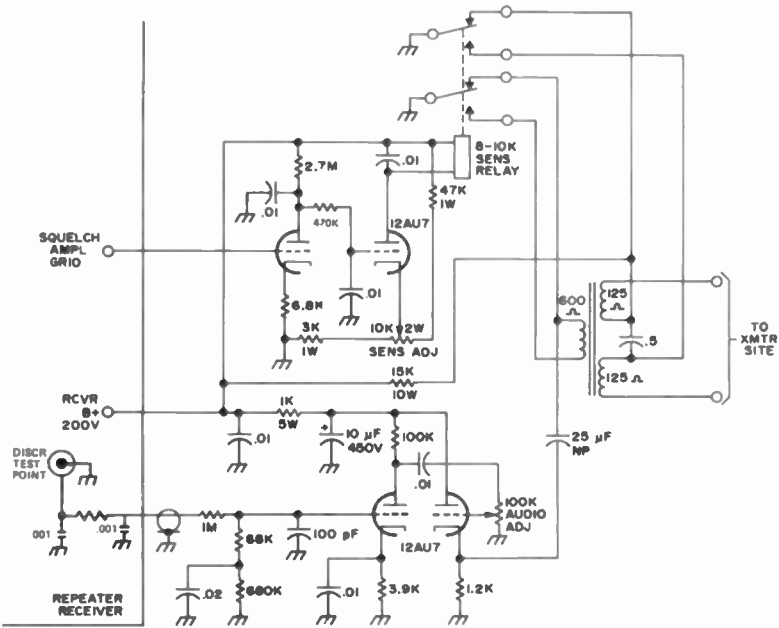 8-10K
SENS
RELAY
2.7M
.01
.01
470K
12AU7
47K
1W
SQUELCH
AMPL
GRID
.01
6.8K
3K
1W
10K 2W
SENS ADJ
600
Ω
125
Ω
.5
125 Ω
TO
XMTR
SITE
15K
10W
RCVR
B+
200V
1K
5W
.01
+
10 μF
450V
100K
.01
25 μF
NP
DISCR
TEST
POINT
100K
AUDIO
ADJ
.001
.001
1M
68K
100 pF
12AU7
.02
680K
.01
3.9K
1.2K
REPEATER
RECEIVER